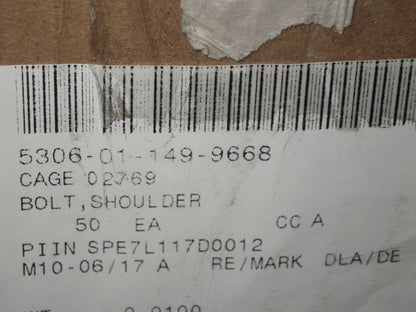 5306-01-149-9668
CAGE 02769
BOLT,SHOULDER
50 EA CC A
PIIN SPE7L117D0012
M10-06/17 A RE/MARK DLA/DE